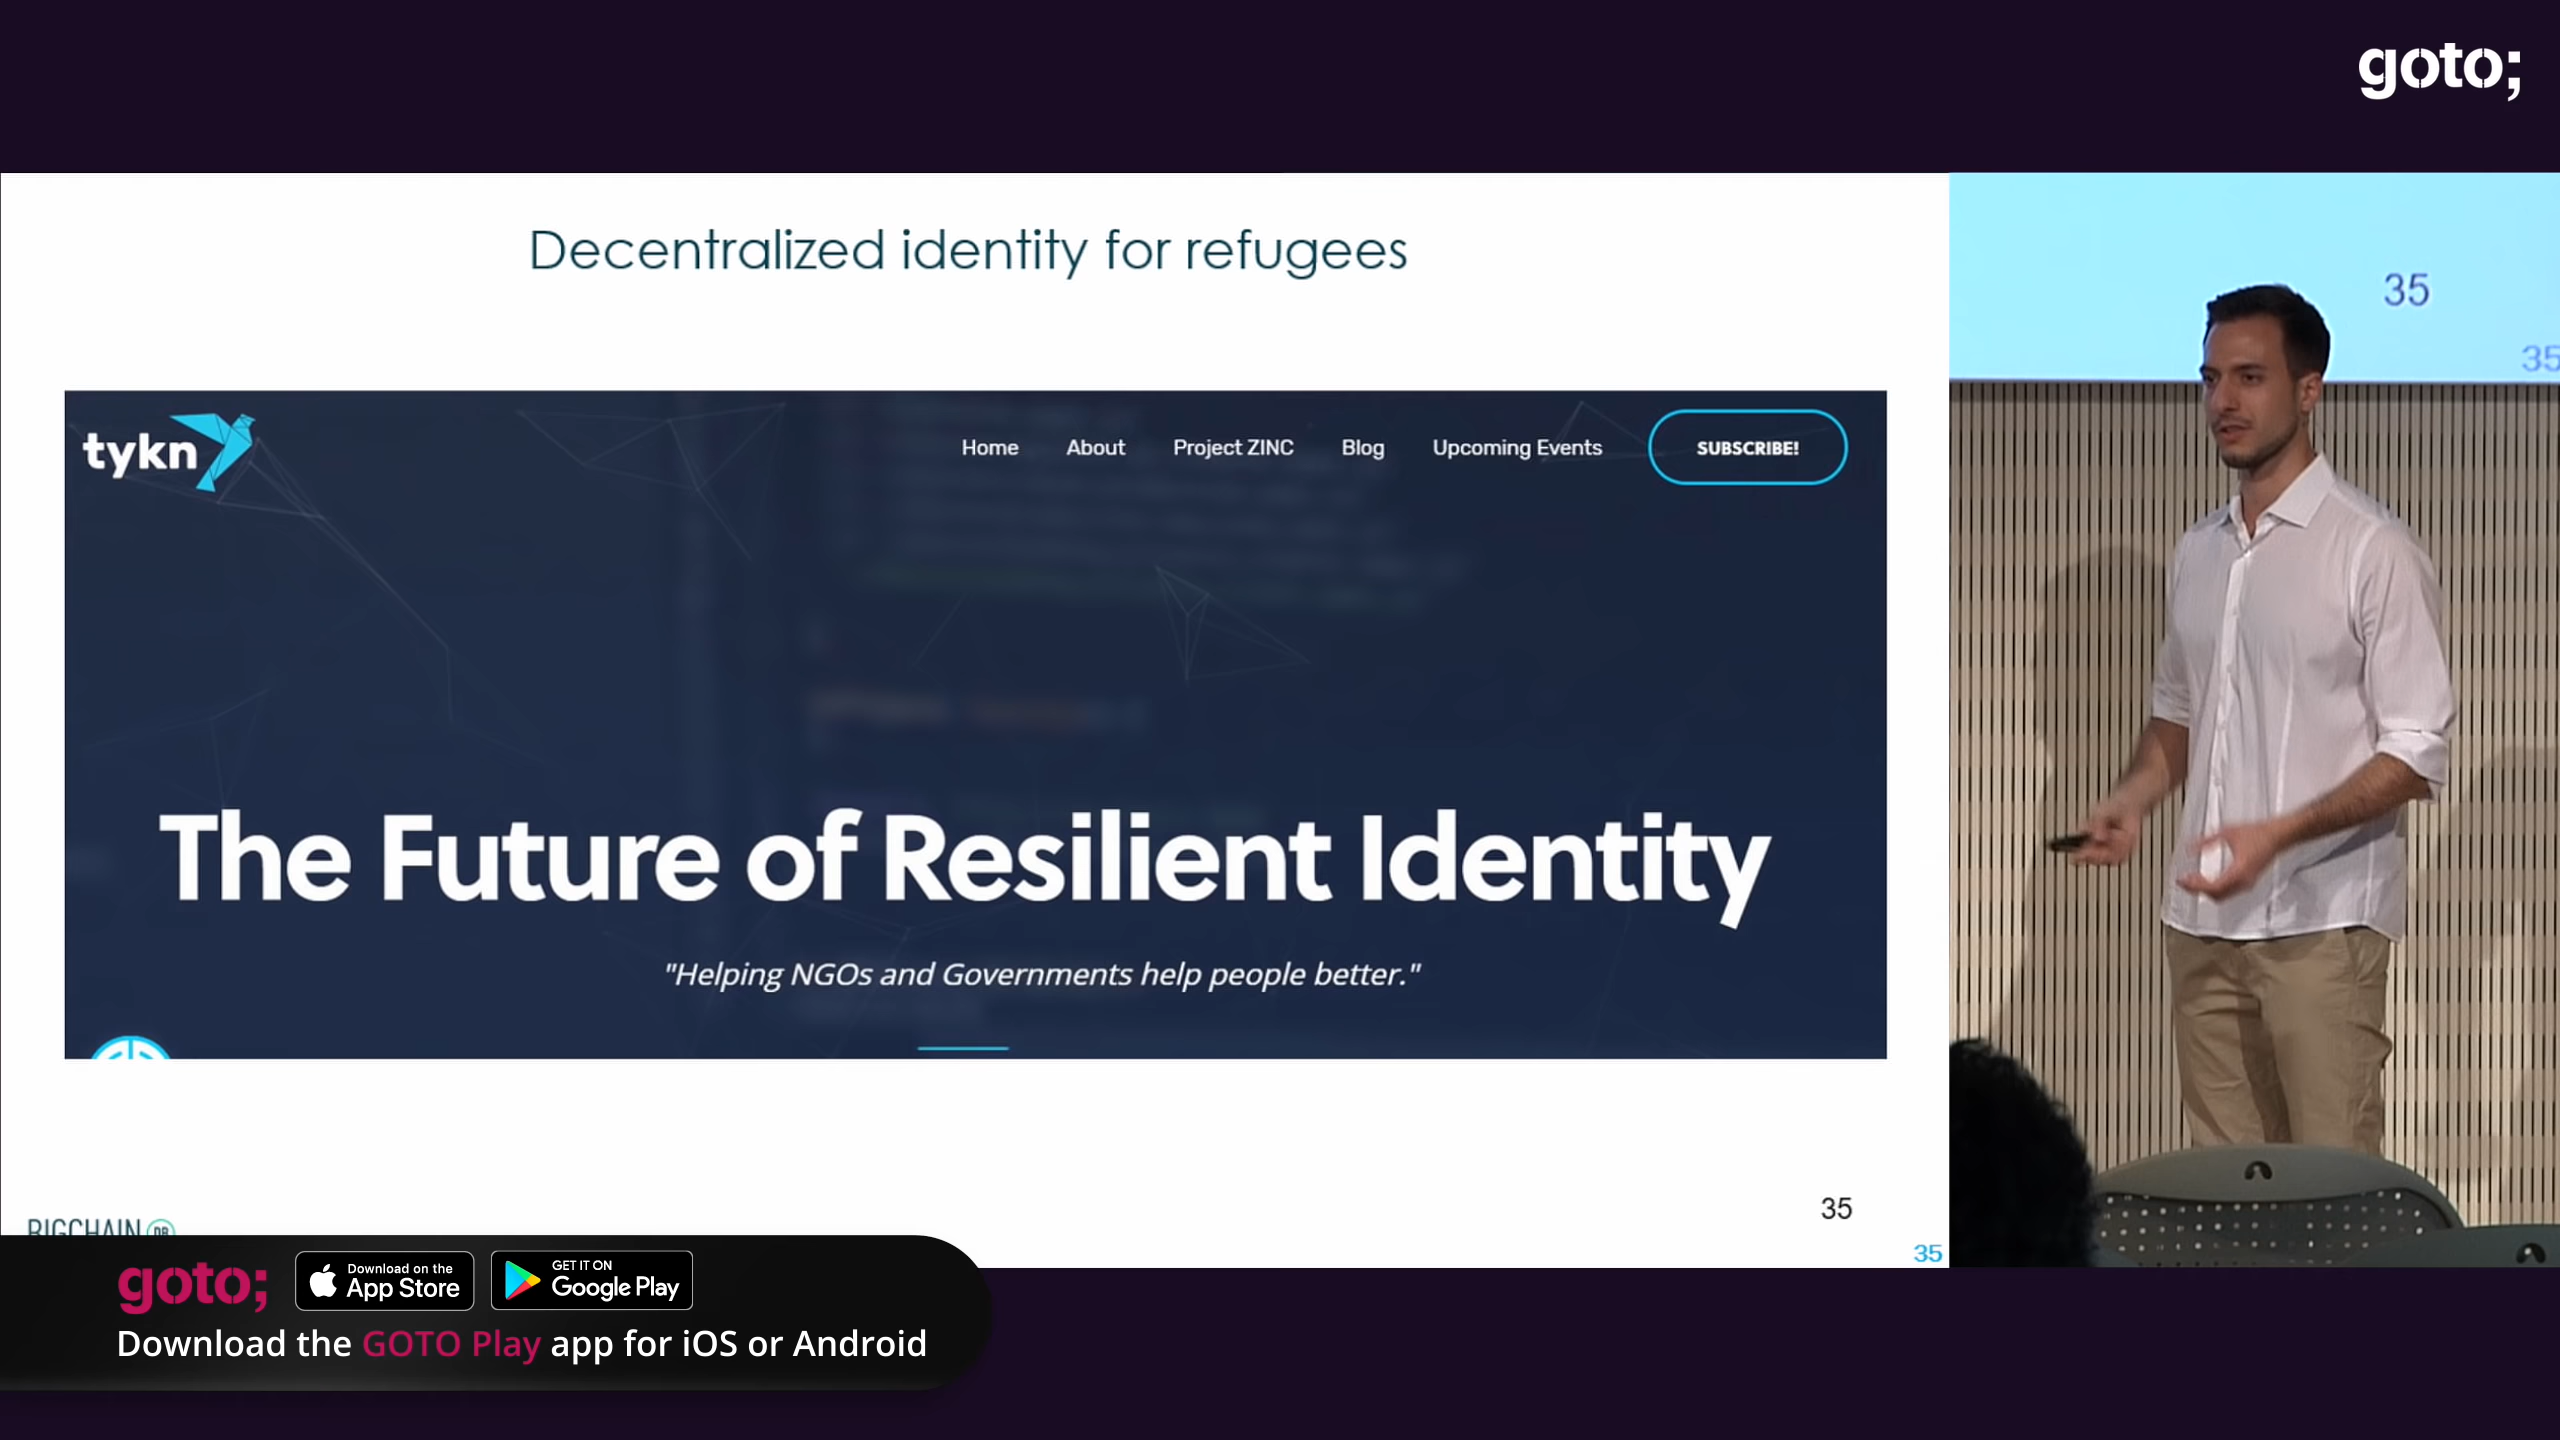 goto;
Decentralized identity for refugees
35
35
tykn
Home About Project ZINC Blog Upcoming Events SUBSCRIBE!
The Future of Resilient Identity
"Helping NGOs and Governments help people better."
35
BIGCHAIN DB
35
goto;
Download on the
App Store
GET IT ON
Google Play
Download the GOTO Play app for iOS or Android